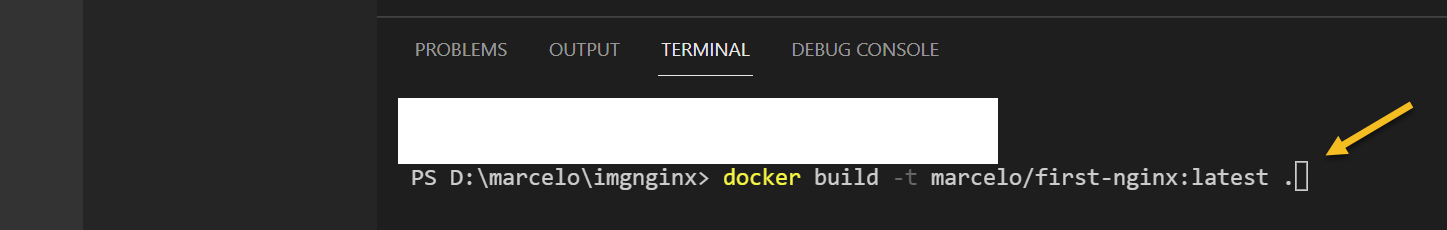 PROBLEMS OUTPUT TERMINAL DEBUG CONSOLE
PS D:\marcelo\imgnginx> docker build -t marcelo/first-nginx:latest .